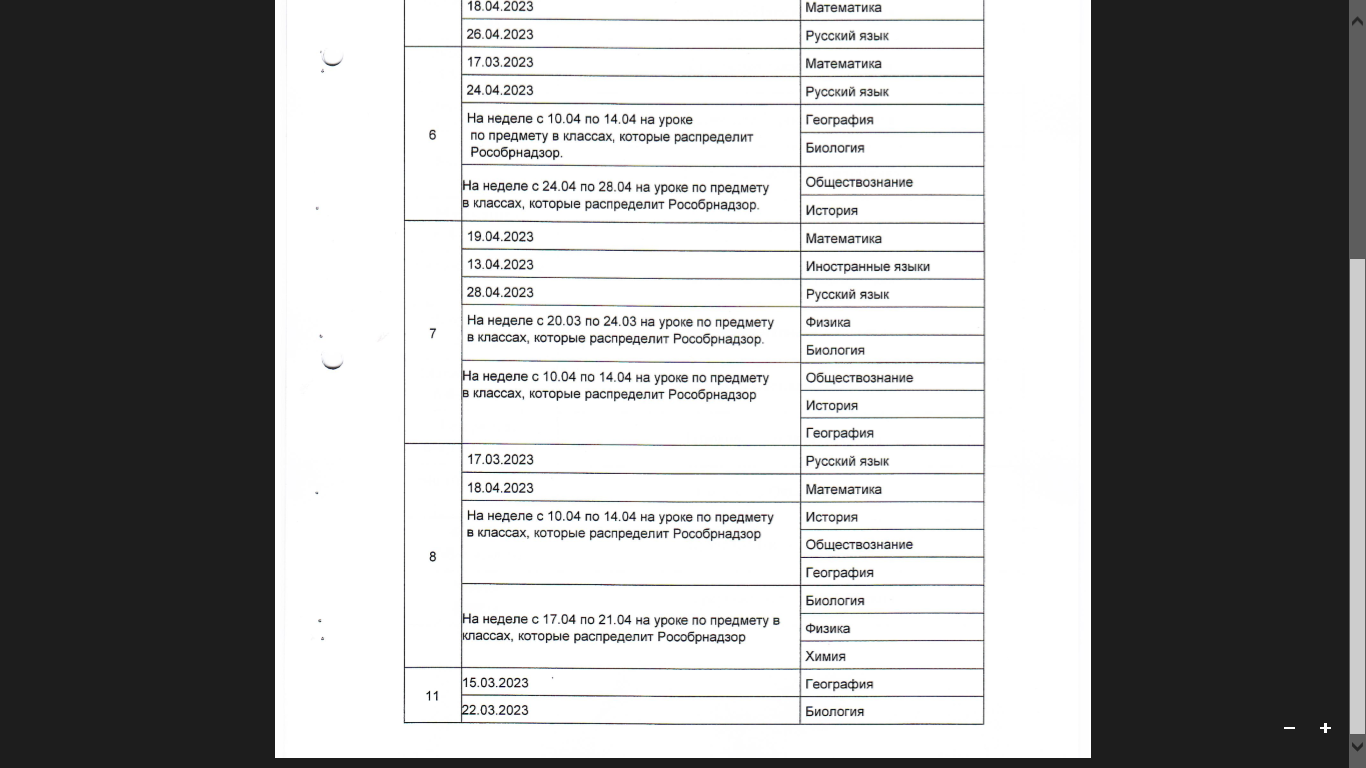 18.04.2023 Математика
26.04.2023 Русский язык
17.03.2023 Математика
24.04.2023 Русский язык
6
На неделе с 10.04 по 14.04 на уроке
по предмету в классах, которые распределит
Рособрнадзор.
География
Биология
На неделе с 24.04 по 28.04 на уроке по предмету
в классах, которые распределит Рособрнадзор.
Обществознание
История
7
19.04.2023 Математика
13.04.2023 Иностранные языки
28.04.2023 Русский язык
На неделе с 20.03 по 24.03 на уроке по предмету
в классах, которые распределит Рособрнадзор.
Физика
Биология
На неделе с 10.04 по 14.04 на уроке по предмету
в классах, которые распределит Рособрнадзор
Обществознание
История
География
8
17.03.2023 Русский язык
18.04.2023 Математика
На неделе с 10.04 по 14.04 на уроке по предмету
в классах, которые распределит Рособрнадзор
История
Обществознание
География
На неделе с 17.04 по 21.04 на уроке по предмету в
классах, которые распределит Рособрнадзор
Биология
Физика
Химия
11
15.03.2023 География
22.03.2023 Биология